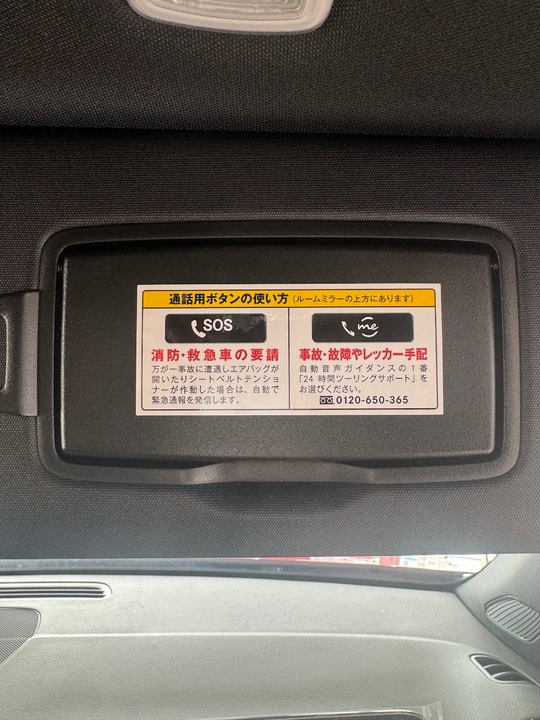 通話用ボタンの使い方(ルームミラーの上方にあります)
SOS
消防・救急車の要請
万が一事故に遭遇しエアバッグが
開いたりシートベルトテンショ
ナーが作動した場合は、自動で
緊急通報を発信します。
me
事故・故障やレッカー手配
自動音声ガイダンスの1番
「24 時間ツーリングサポート」を
お選びください。
0120-650-365